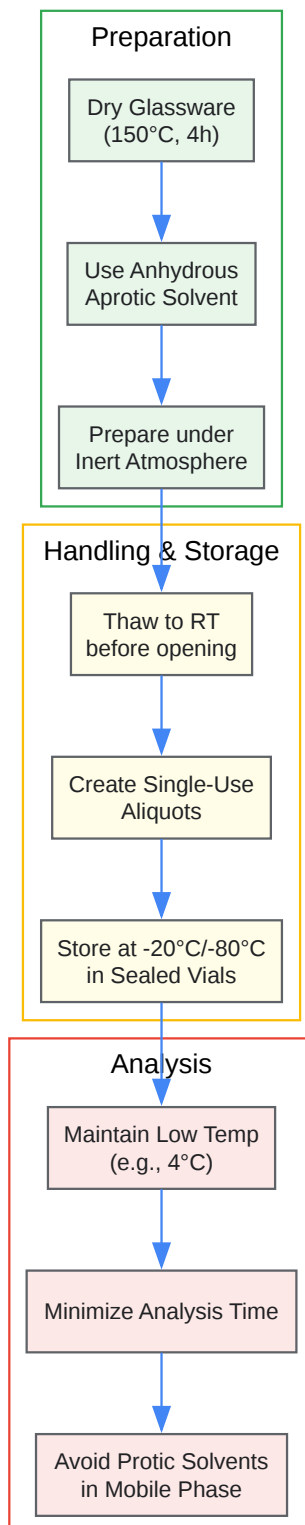 Preparation
Dry Glassware
(150°C, 4h)
Use Anhydrous
Aprotic Solvent
Prepare under
Inert Atmosphere
Handling & Storage
Thaw to RT
before opening
Create Single-Use
Aliquots
Store at -20°C/-80°C
in Sealed Vials
Analysis
Maintain Low Temp
(e.g., 4°C)
Minimize Analysis Time
Avoid Protic Solvents
in Mobile Phase